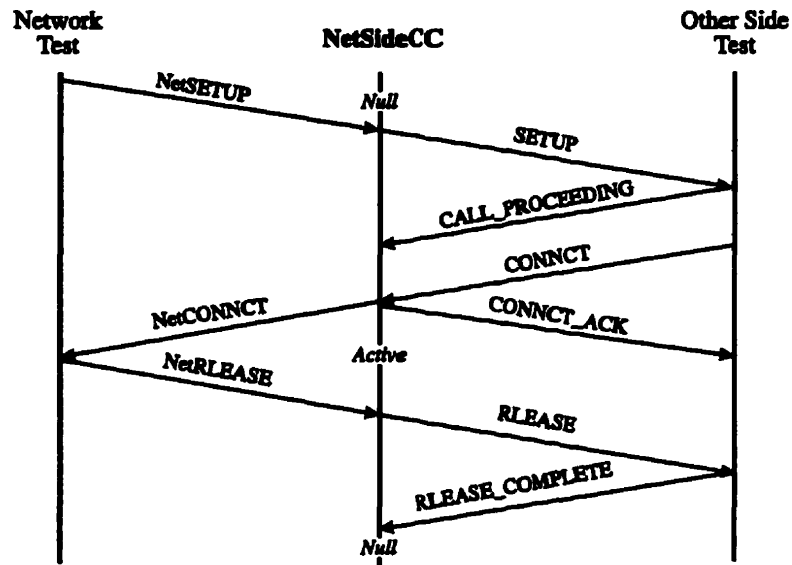 Network
Test
NetSideCC
Other Side
Test
NetSETUP
Null
SETUP
CALL_PROCEEDING
CONNCT
NetCONNCT
CONNCT_ACK
Active
NetRLEASE
RLEASE
RLEASE_COMPLETE
Null